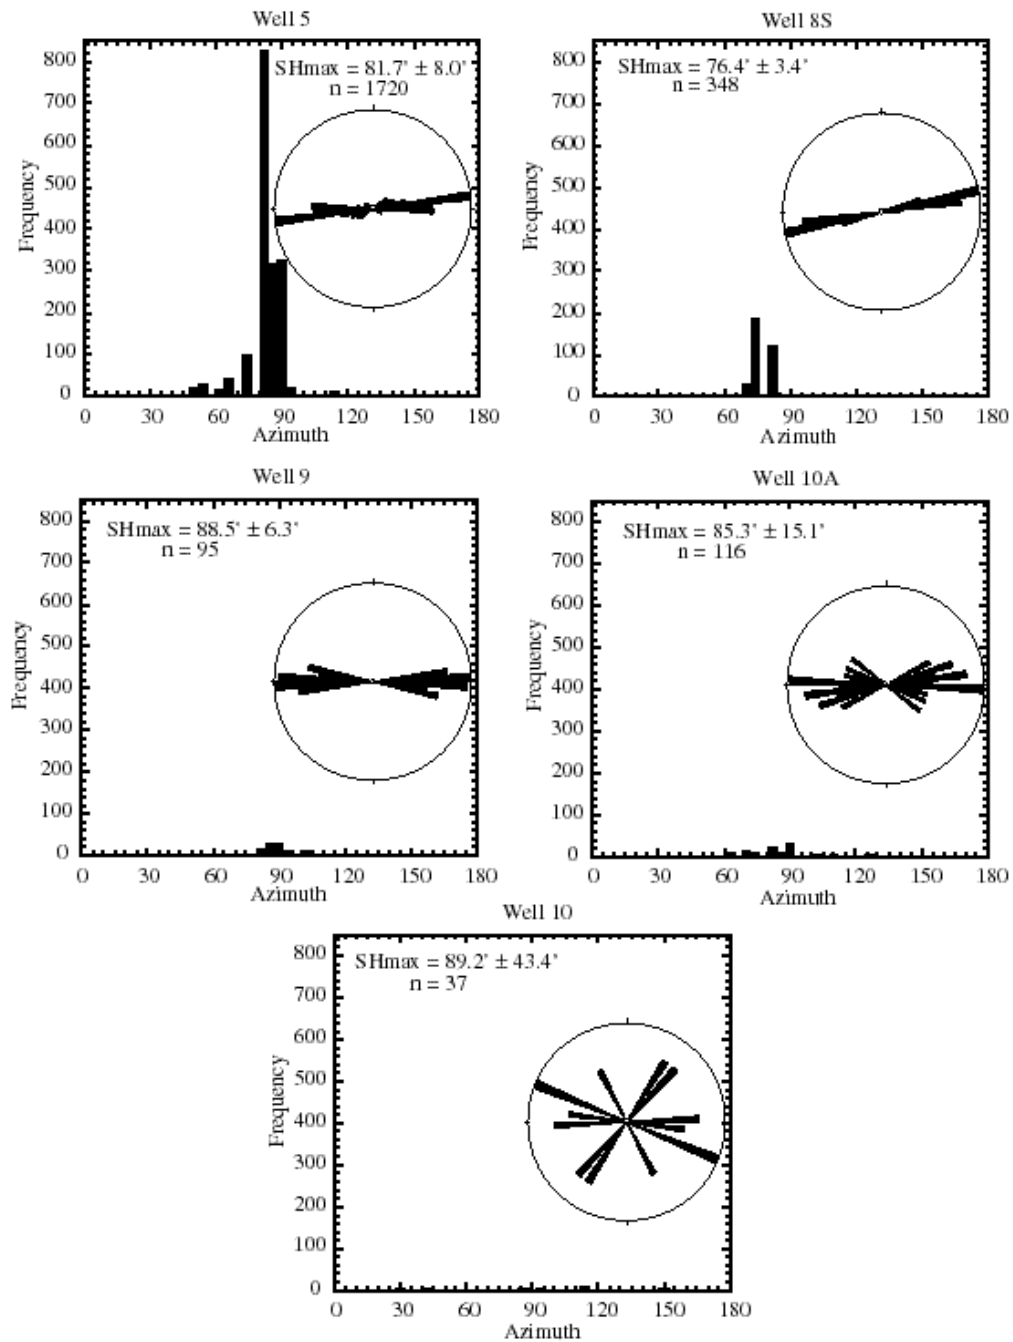 Well 5
SHmax = 81.7° ± 8.0°
n = 1720
Frequency
800
700
600
500
400
300
200
100
0
0 30 60 90 120 150 180
Azimuth
Well 8S
SHmax = 76.4° ± 3.4°
n = 348
Frequency
800
700
600
500
400
300
200
100
0
0 30 60 90 120 150 180
Azimuth
Well 9
SHmax = 88.5° ± 6.3°
n = 95
Frequency
800
700
600
500
400
300
200
100
0
0 30 60 90 120 150 180
Azimuth
Well 10A
SHmax = 85.3° ± 15.1°
n = 116
Frequency
800
700
600
500
400
300
200
100
0
0 30 60 90 120 150 180
Azimuth
Well 10
SHmax = 89.2° ± 43.4°
n = 37
Frequency
800
700
600
500
400
300
200
100
0
0 30 60 90 120 150 180
Azimuth